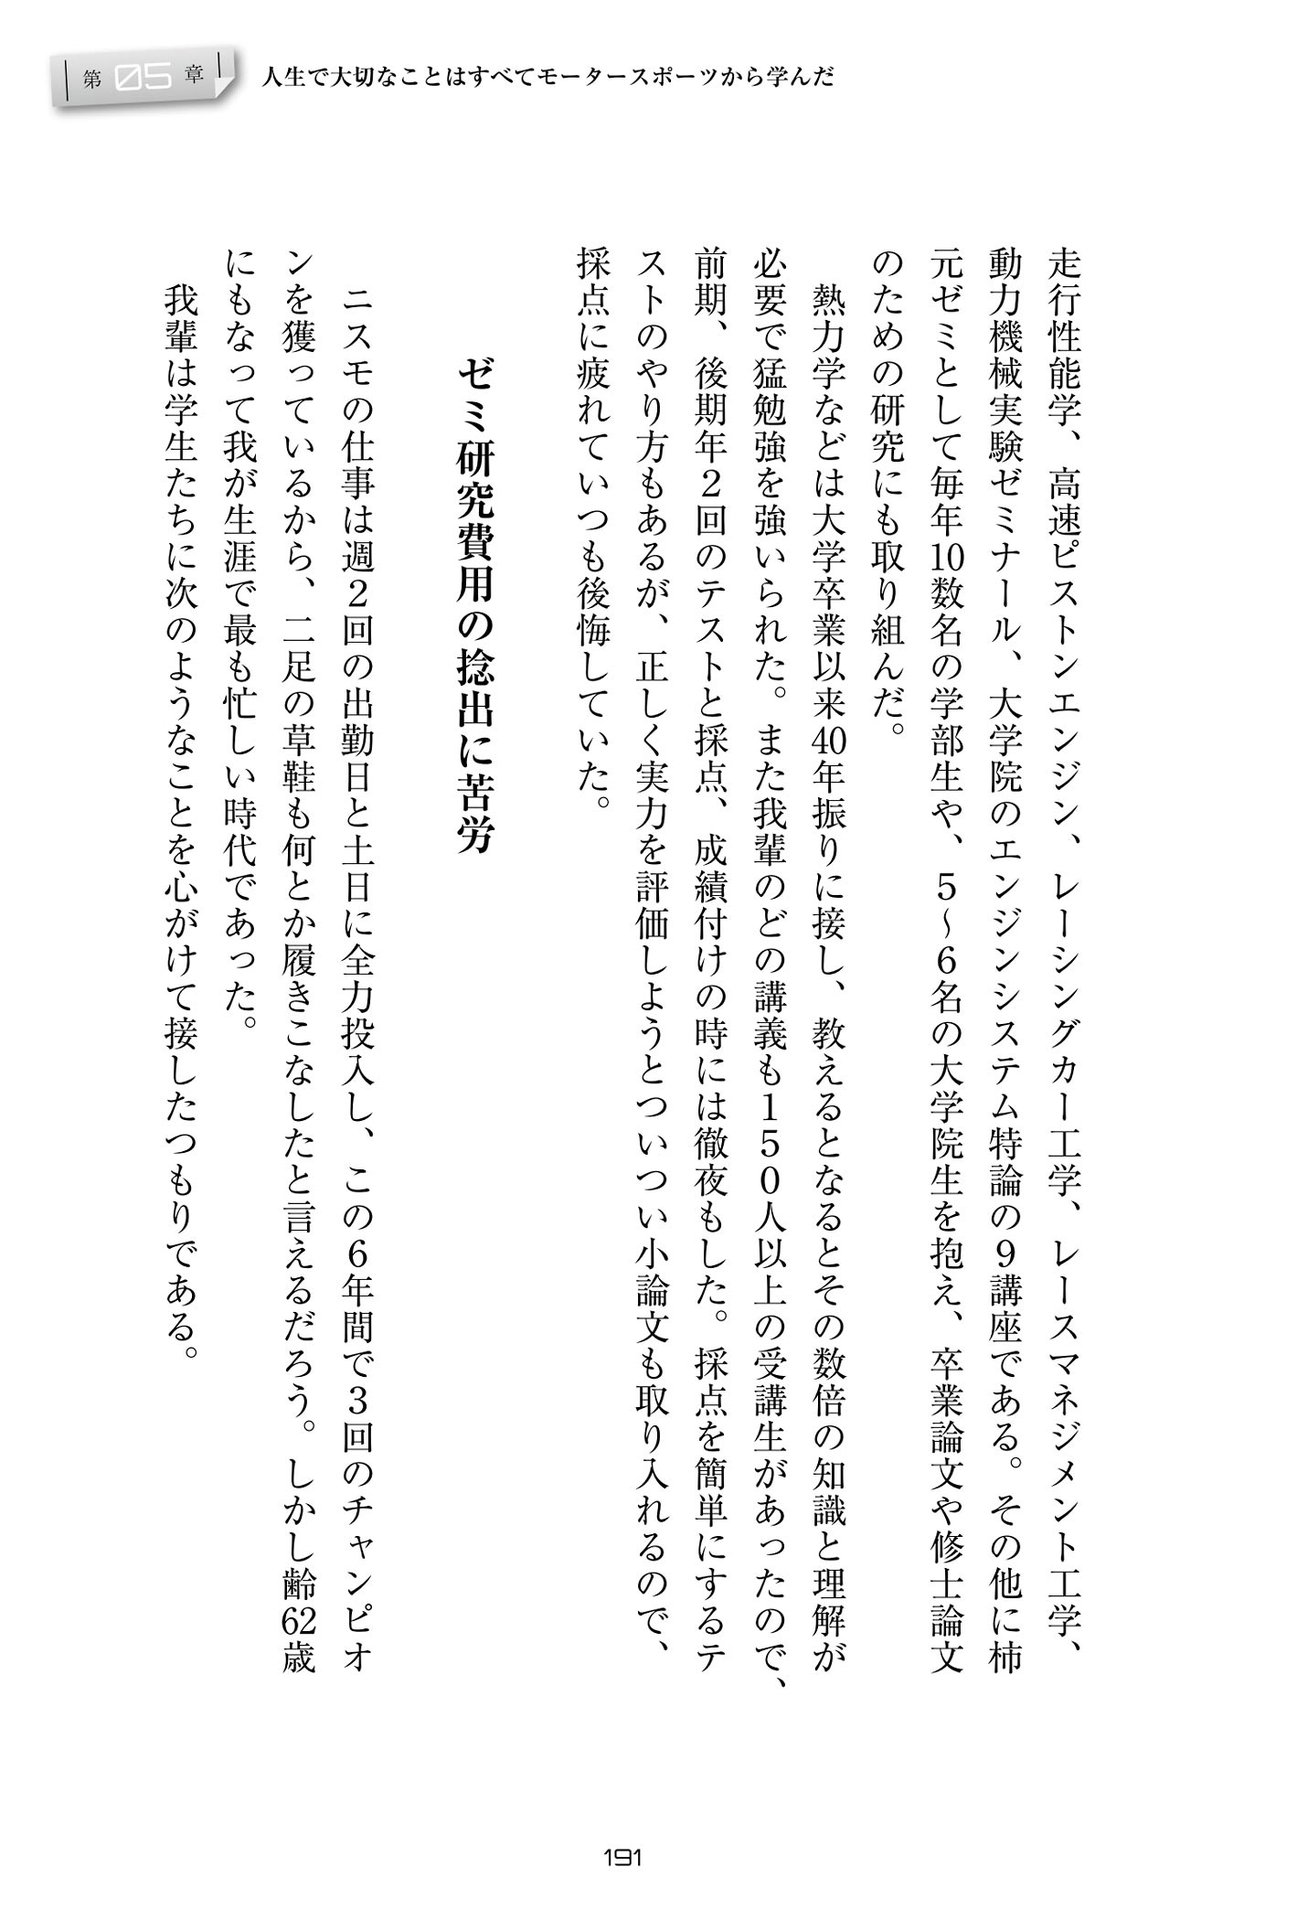 第05章
人生で大切なことはすべてモータースポーツから学んだ
走行性能学、高速ピストンエンジン、レーシングカー工学、レースマネジメント工学、
動力機械実験ゼミナール、大学院のエンジンシステム特論の９講座である。その他に柿
元ゼミとして毎年10数名の学部生や、５～６名の大学院生を抱え、卒業論文や修士論文
のための研究にも取り組んだ。
　熱力学などは大学卒業以来40年振りに接し、教えるとなるとその数倍の知識と理解が
必要で猛勉強を強いられた。また我輩のどの講義も１５０人以上の受講生があったので、
前期、後期年２回のテストと採点、成績付けの時には徹夜もした。採点を簡単にするテ
ストのやり方もあるが、正しく実力を評価しようとついつい小論文も取り入れるので、
採点に疲れていつも後悔していた。
ゼミ研究費用の捻出に苦労
　ニスモの仕事は週２回の出勤日と土日に全力投入し、この６年間で３回のチャンピオ
ンを獲っているから、二足の草鞋も何とか履きこなしたと言えるだろう。しかし齢62歳
にもなって我が生涯で最も忙しい時代であった。
　我輩は学生たちに次のようなことを心がけて接したつもりである。
191